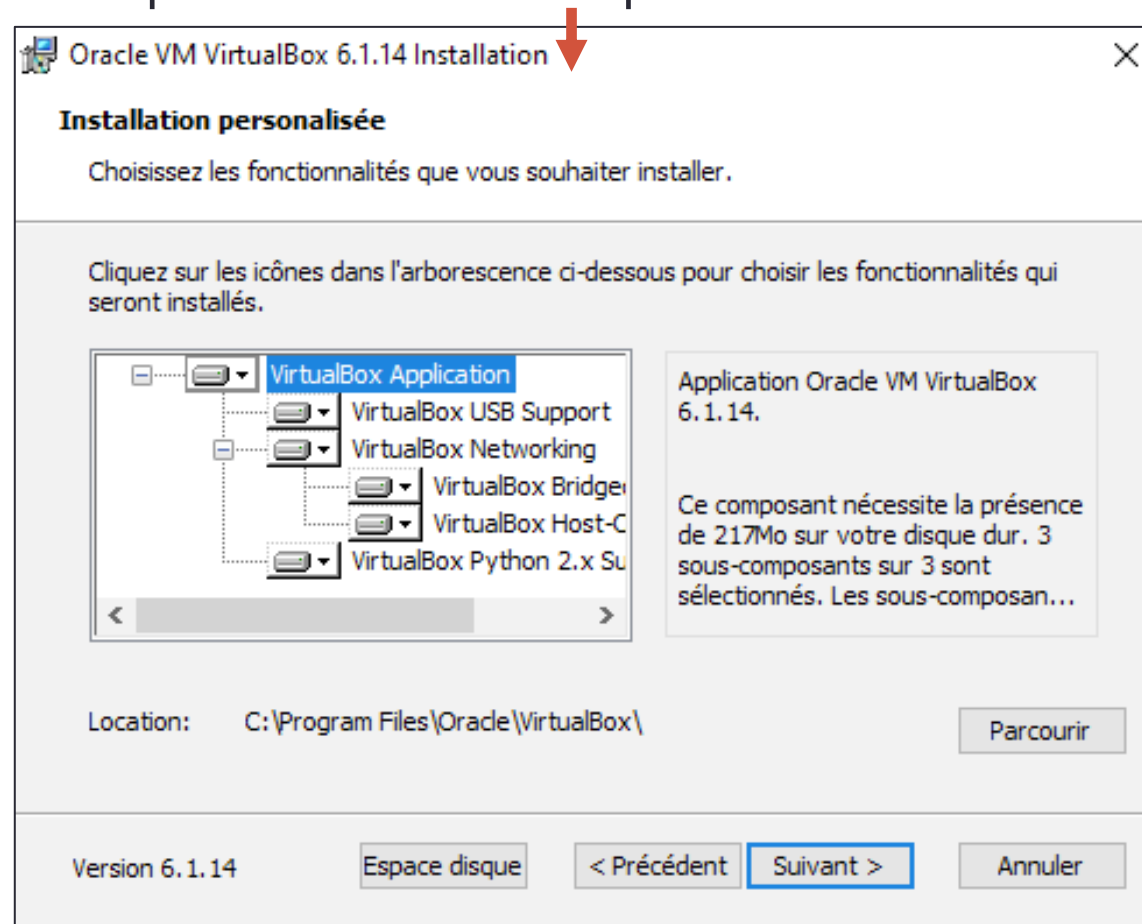 Oracle VM VirtualBox 6.1.14 Installation
Installation personalisée
Choisissez les fonctionnalités que vous souhaiter installer.
Cliquez sur les icônes dans l'arborescence ci-dessous pour choisir les fonctionnalités qui
seront installés.
VirtualBox Application
VirtualBox USB Support
VirtualBox Networking
VirtualBox Bridge
VirtualBox Host-
VirtualBox Python 2.x Su
Application Oracle VM VirtualBox
6.1.14.
Ce composant nécessite la présence
de 217Mo sur votre disque dur. 3
sous-composants sur 3 sont
sélectionnés. Les sous-composan...
Location: C:\Program Files\Oracle\VirtualBox\
Parcourir
Version 6.1.14
Espace disque
< Précédent
Suivant >
Annuler